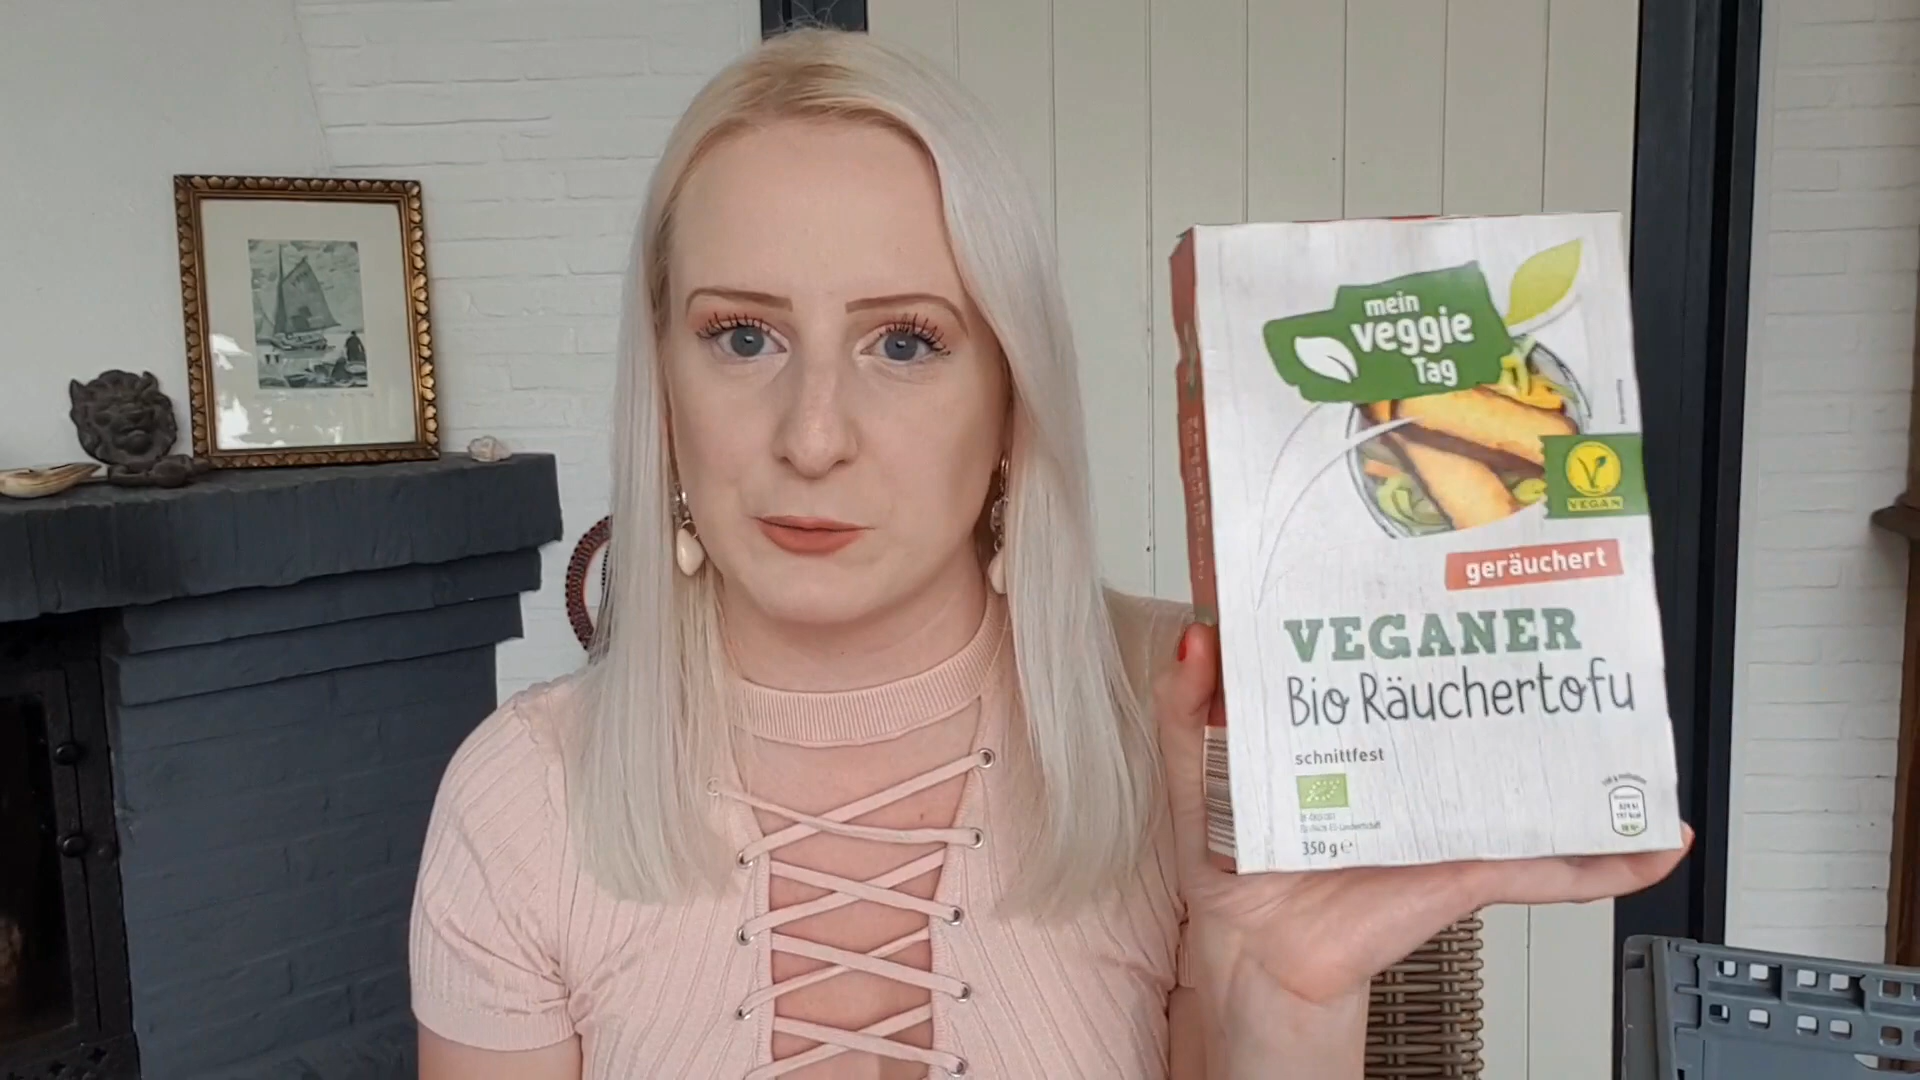 mein
veggie
Tag
VEGAN
geräuchert
VEGANER
Bio Räuchertofu
schnittfest
350 g e